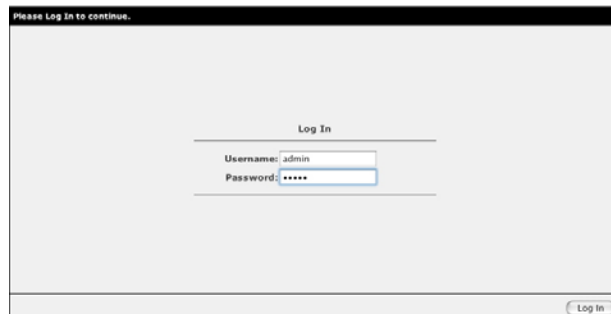 Please Log In to continue.
Log In
Username: admin
Password: •••••
Log In